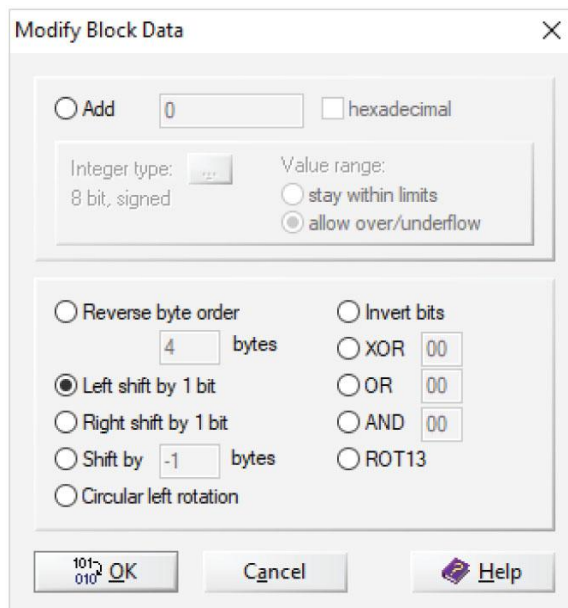 Modify Block Data
Add 0 hexadecimal
Integer type: ... Value range:
8 bit, signed stay within limits
allow over/underflow
Reverse byte order Invert bits
4 bytes XOR 00
Left shift by 1 bit OR 00
Right shift by 1 bit AND 00
Shift by -1 bytes ROT13
Circular left rotation
101
010 OK Cancel Help